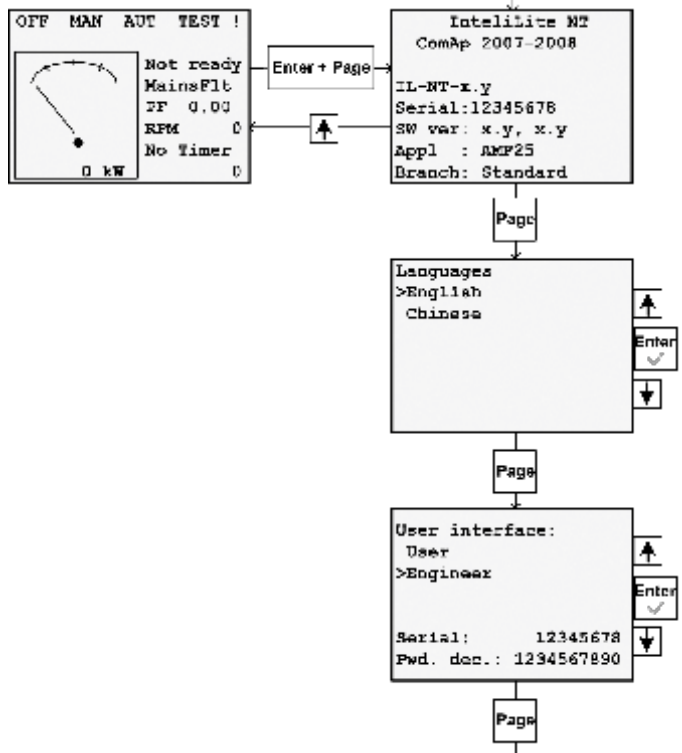 OFF MAN AUT TEST !
Not ready
MainsFlt
PF 0.00
RPM 0
No Timer
0 kW 0
Enter + Page
InteliLite NT
ComAp 2007-2008
IL-NT-x.y
Serial:12345678
SW ver: x.y, x.y
Appl : AMF25
Branch: Standard
Page
Languages
>English
Chinese
Enter
Page
User interface:
User
>Engineer
Enter
Serial: 12345678
Pwd. dec.: 1234567890
Page